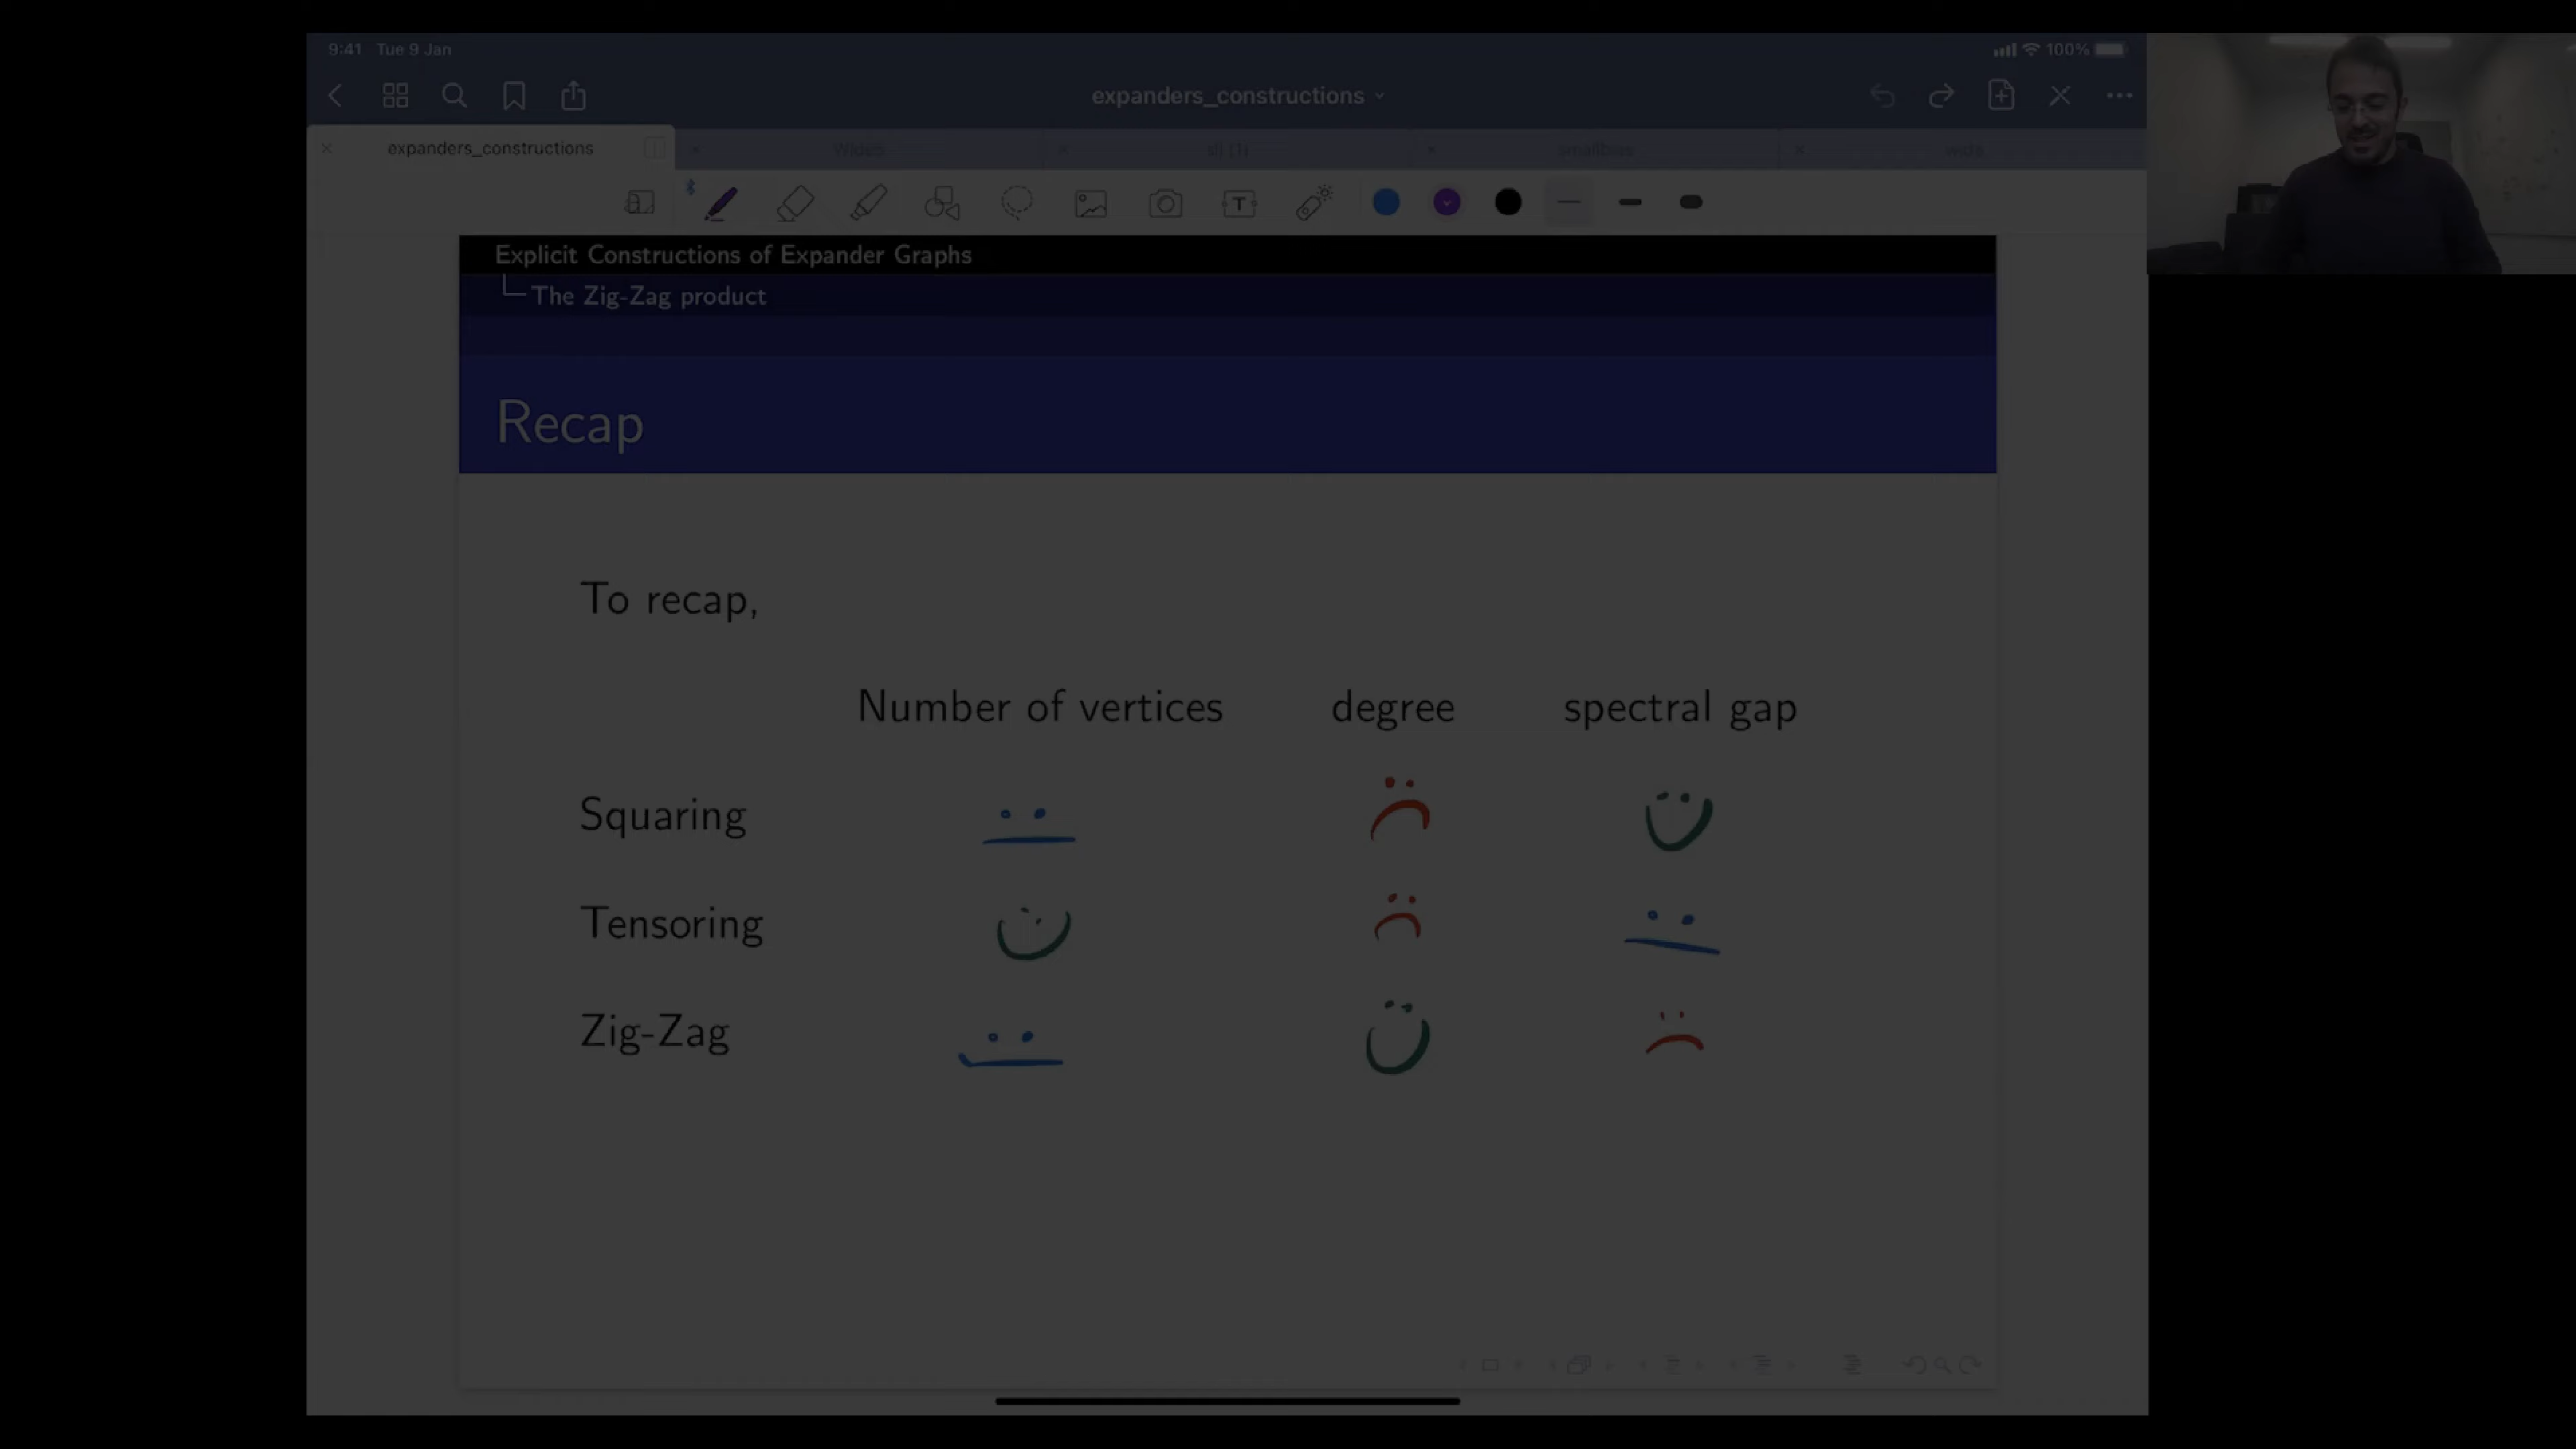 9:41 Tue 9 Jan
100%
expanders_constructions
expanders_constructions
Explicit Constructions of Expander Graphs
The Zig-Zag product
Recap
To recap,
Number of vertices degree spectral gap
Squaring
Tensoring
Zig-Zag